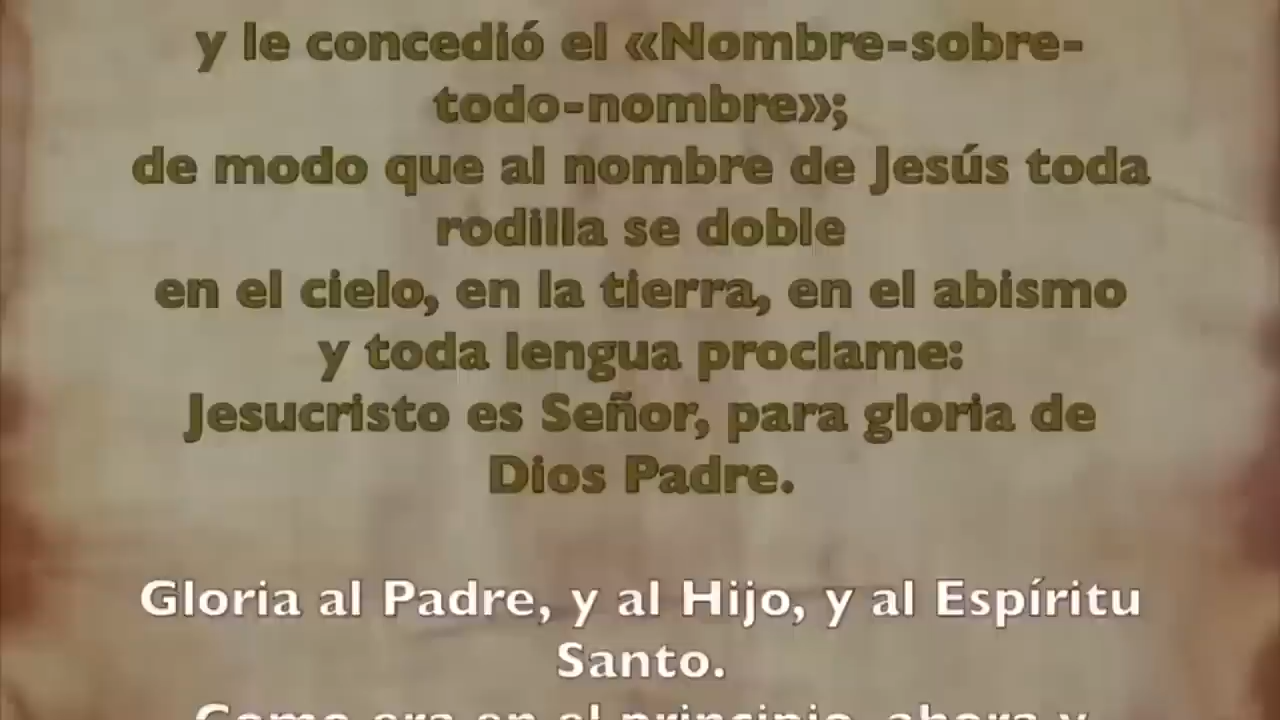 y le concedió el «Nombre-sobre-
todo-nombre»;
de modo que al nombre de Jesús toda
rodilla se doble
en el cielo, en la tierra, en el abismo
y toda lengua proclame:
Jesucristo es Señor, para gloria de
Dios Padre.
Gloria al Padre, y al Hijo, y al Espíritu
Santo.
Como era en el principio, ahora y